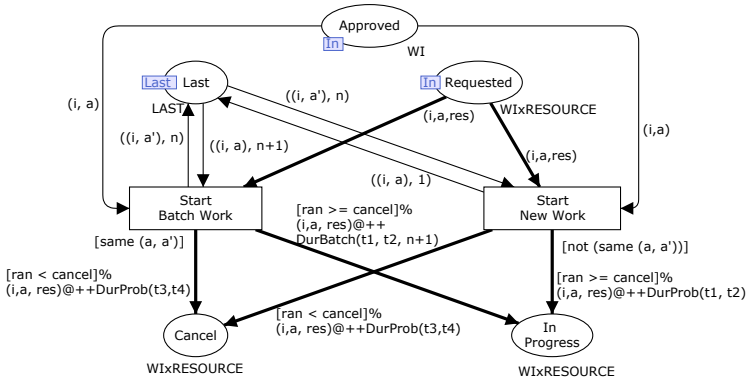 Approved
In
WI
Last
Last
LAST
In
Requested
WIxRESOURCE
(i, a)
((i, a'), n)
(i,a,res)
(i,a)
((i, a'), n)
((i, a), n+1)
(i,a,res)
((i, a), 1)
Start
Batch Work
Start
New Work
[ran >= cancel]%
(i,a, res)@++
DurBatch(t1, t2, n+1)
[same (a, a')]
[not (same (a, a'))]
[ran < cancel]%
(i,a, res)@++DurProb(t3,t4)
[ran >= cancel]%
(i,a, res)@++DurProb(t1, t2)
[ran < cancel]%
(i,a, res)@++DurProb(t3,t4)
Cancel
WIxRESOURCE
In
Progress
WIxRESOURCE